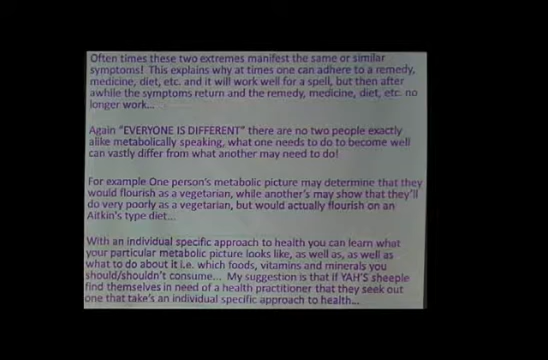 Often times these two extremes manifest the same or similar
symptoms! This explains why at times one can adhere to a remedy,
medicine, diet, etc. and it will work well for a spell, but then after
awhile the symptoms return and the remedy, medicine, diet, etc. no
longer work...
Again "EVERYONE IS DIFFERENT" there are no two people exactly
alike metabolically speaking, what one needs to do to become well
can vastly differ from what another may need to do!
For example One person's metabolic picture may determine that they
would flourish as a vegetarian, while another's may show that they'll
do very poorly as a vegetarian, but would actually flourish on an
Aitkin's type diet...
With an individual specific approach to health you can learn what
your particular metabolic picture looks like, as well as, as well as
what to do about it i.e. which foods, vitamins and minerals you
should/shouldn't consume... My suggestion is that if YAH'S sheeple
find themselves in need of a health practitioner that they seek out
one that take's an individual specific approach to health...